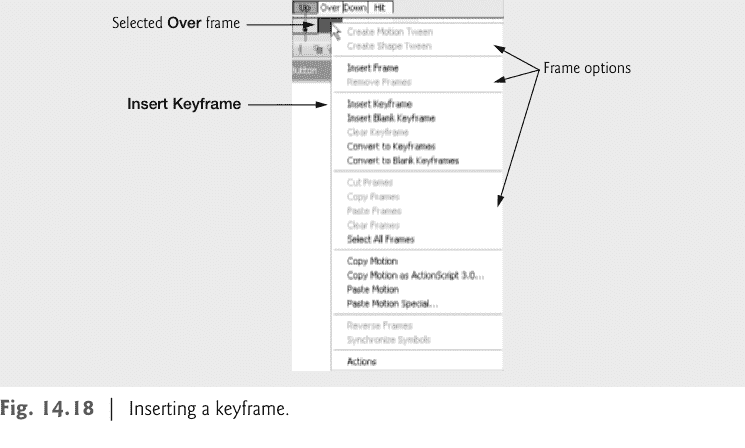 Up Over Down Hit
Selected Over frame
Create Motion Tween
Create Shape Tween
Frame options
Insert Frame
Button
Remove Frames
Insert Keyframe
Insert Keyframe
Insert Blank Keyframe
Clear Keyframe
Convert to Keyframes
Convert to Blank Keyframes
Cut Frames
Copy Frames
Paste Frames
Clear Frames
Select All Frames
Copy Motion
Copy Motion as ActionScript 3.0...
Paste Motion
Paste Motion Special...
Reverse Frames
Synchronize Symbols
Actions
Fig. 14.18 | Inserting a keyframe.